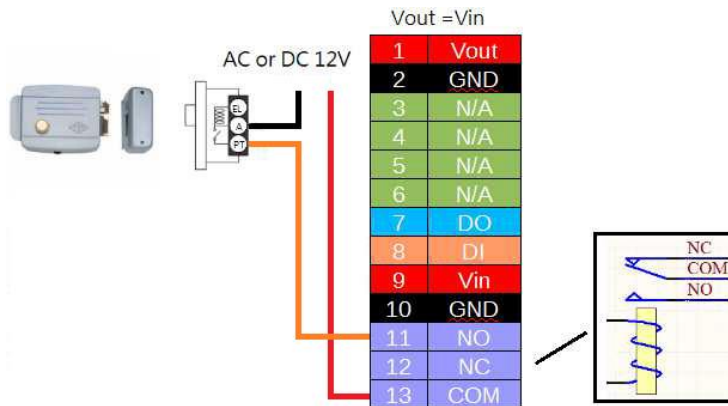 Vout =Vin
AC or DC 12V
EL
A
PT
1 Vout
2 GND
3 N/A
4 N/A
5 N/A
6 N/A
7 DO
8 DI
9 Vin
10 GND
11 NO
12 NC
13 COM
NC
COM
NO